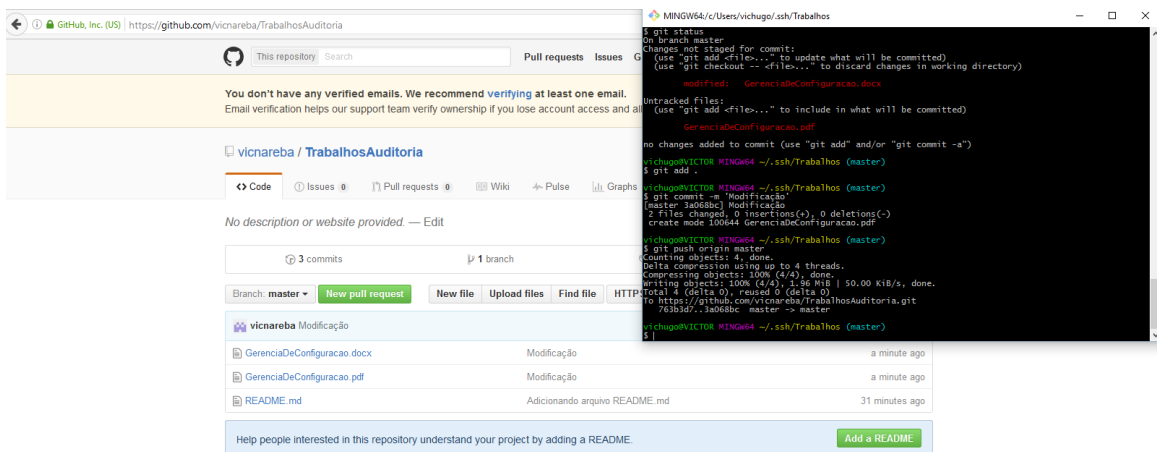 GitHub, Inc. (US) https://github.com/vicnareba/TrabalhosAuditoria
This repository Search Pull requests Issues G
You don't have any verified emails. We recommend verifying at least one email.
Email verification helps our support team verify ownership if you lose account access and al
vicnareba / TrabalhosAuditoria
Code Issues 0 Pull requests 0 Wiki Pulse Graphs
No description or website provided. — Edit
3 commits 1 branch
Branch: master New pull request New file Upload files Find file HTTPS
vicnareba Modificação
GerenciaDeConfiguracao.docx Modificação a minute ago
GerenciaDeConfiguracao.pdf Modificação a minute ago
README.md Adicionando arquivo README.md 31 minutes ago
Help people interested in this repository understand your project by adding a README. Add a README
MINGW64:/c/Users/vichugo/.ssh/Trabalhos
$ git status
On branch master
Changes not staged for commit:
(use "git add <file>..." to update what will be committed)
(use "git checkout -- <file>..." to discard changes in working directory)
modified: GerenciaDeConfiguracao.docx
Untracked files:
(use "git add <file>..." to include in what will be committed)
GerenciaDeConfiguracao.pdf
no changes added to commit (use "git add" and/or "git commit -a")
vichugo@VICTOR MINGW64 ~/.ssh/Trabalhos (master)
$ git add .
vichugo@VICTOR MINGW64 ~/.ssh/Trabalhos (master)
$ git commit -m 'Modificação'
[master 3a068bc] Modificação
2 files changed, 0 insertions(+), 0 deletions(-)
create mode 100644 GerenciaDeConfiguracao.pdf
vichugo@VICTOR MINGW64 ~/.ssh/Trabalhos (master)
$ git push origin master
Counting objects: 4, done.
Delta compression using up to 4 threads.
Compressing objects: 100% (4/4), done.
Writing objects: 100% (4/4), 1.96 MiB | 50.00 KiB/s, done.
Total 4 (delta 0), reused 0 (delta 0)
To https://github.com/vicnareba/TrabalhosAuditoria.git
763b3d7..3a068bc master -> master
vichugo@VICTOR MINGW64 ~/.ssh/Trabalhos (master)
$